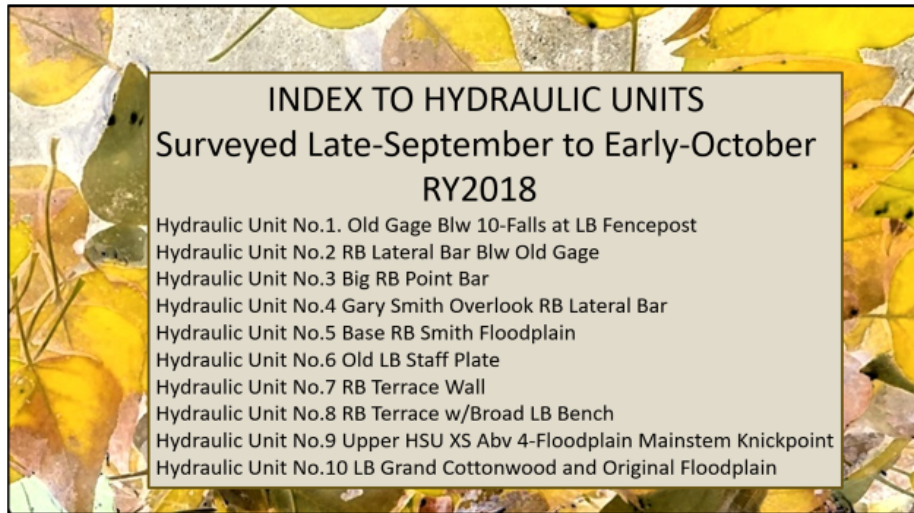 INDEX TO HYDRAULIC UNITS
Surveyed Late-September to Early-October
RY2018
Hydraulic Unit No.1. Old Gage Blw 10-Falls at LB Fencepost
Hydraulic Unit No.2 RB Lateral Bar Blw Old Gage
Hydraulic Unit No.3 Big RB Point Bar
Hydraulic Unit No.4 Gary Smith Overlook RB Lateral Bar
Hydraulic Unit No.5 Base RB Smith Floodplain
Hydraulic Unit No.6 Old LB Staff Plate
Hydraulic Unit No.7 RB Terrace Wall
Hydraulic Unit No.8 RB Terrace w/Broad LB Bench
Hydraulic Unit No.9 Upper HSU XS Abv 4-Floodplain Mainstem Knickpoint
Hydraulic Unit No.10 LB Grand Cottonwood and Original Floodplain